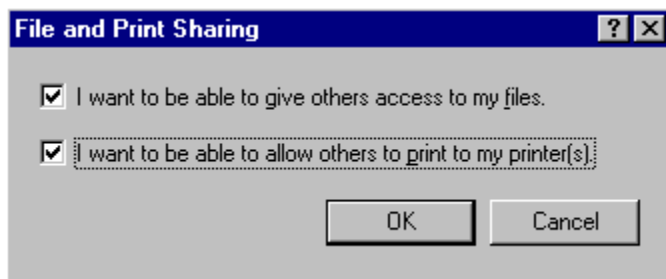 File and Print Sharing
I want to be able to give others access to my files.
I want to be able to allow others to print to my printer(s).
OK Cancel